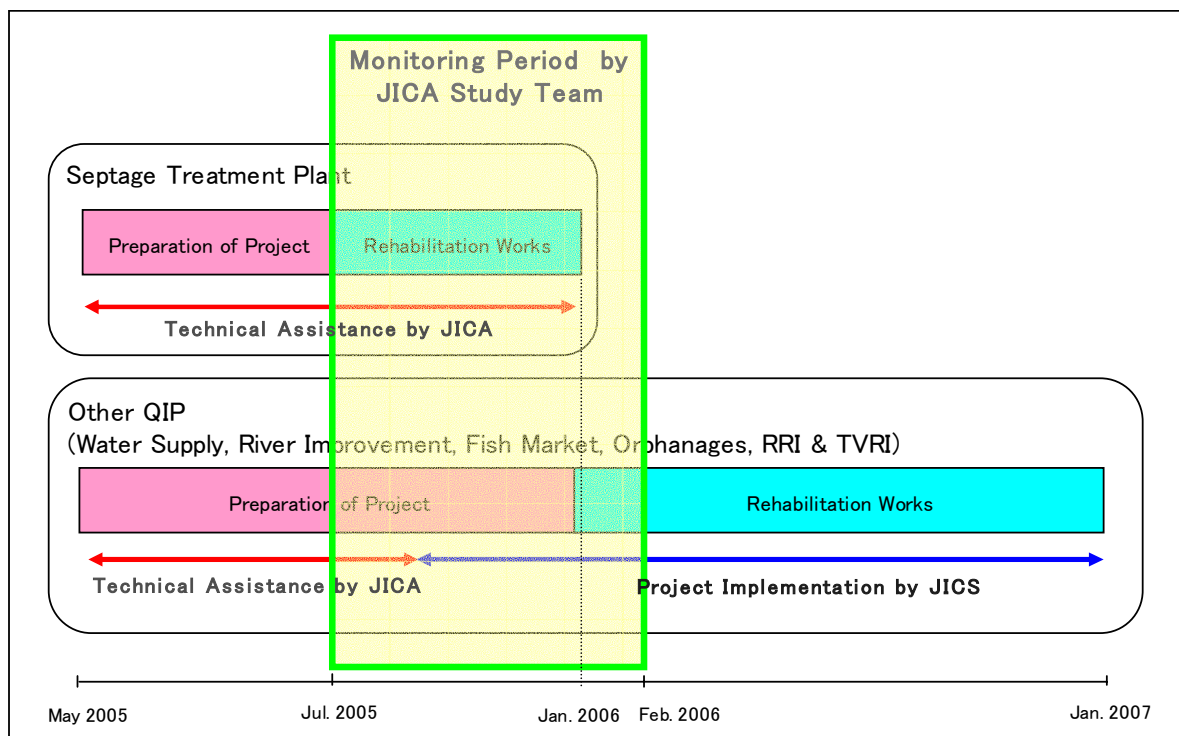 Monitoring Period by
JICA Study Team
Septage Treatment Plant
Preparation of Project
Rehabilitation Works
Technical Assistance by JICA
Other QIP
(Water Supply, River Improvement, Fish Market, Orphanages, RRI & TVRI)
Preparation of Project
Rehabilitation Works
Technical Assistance by JICA
Project Implementation by JICS
May 2005
Jul. 2005
Jan. 2006
Feb. 2006
Jan. 2007